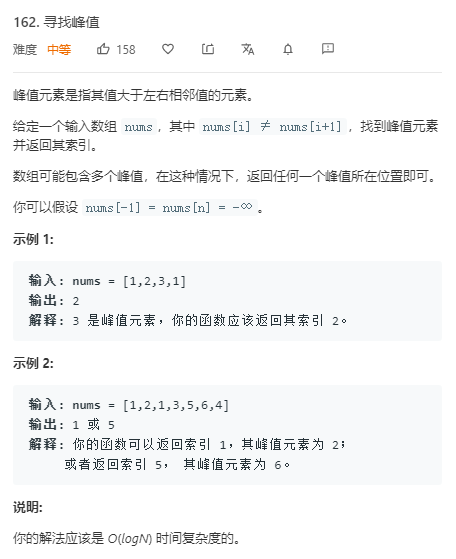 162. 寻找峰值
难度 中等 158
峰值元素是指其值大于左右相邻值的元素。
给定一个输入数组 nums，其中 nums[i] ≠ nums[i+1]，找到峰值元素
并返回其索引。
数组可能包含多个峰值，在这种情况下，返回任何一个峰值所在位置即可。
你可以假设 nums[-1] = nums[n] = -∞。
示例 1:
输入: nums = [1,2,3,1]
输出: 2
解释: 3 是峰值元素，你的函数应该返回其索引 2。
示例 2:
输入: nums = [1,2,1,3,5,6,4]
输出: 1 或 5
解释: 你的函数可以返回索引 1，其峰值元素为 2；
或者返回索引 5， 其峰值元素为 6。
说明:
你的解法应该是 O(logN) 时间复杂度的。